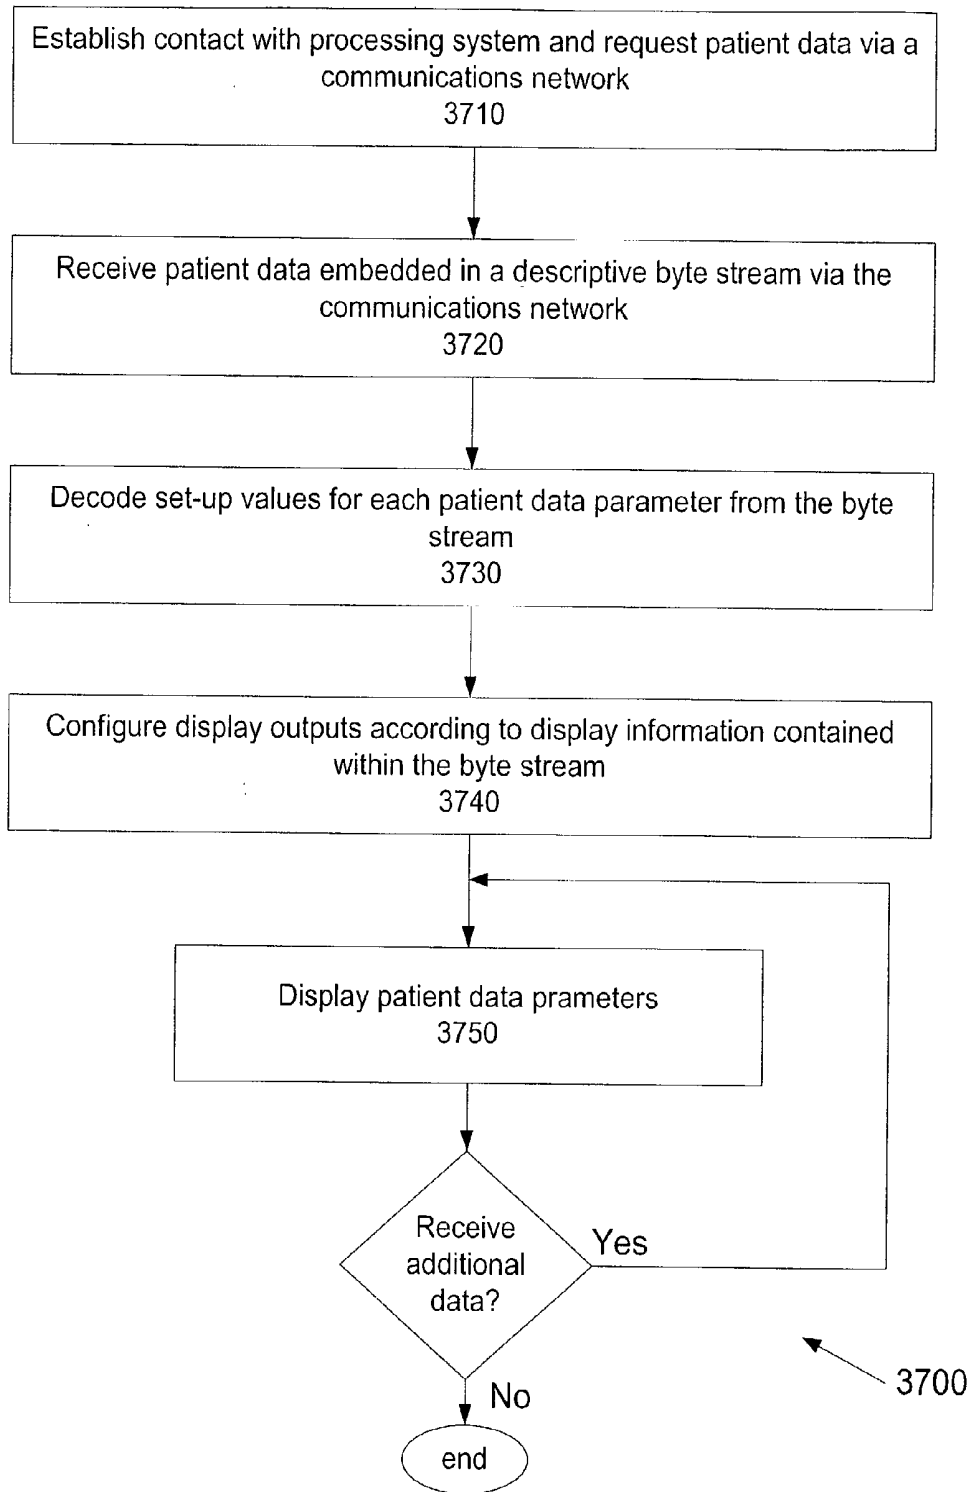 Establish contact with processing system and request patient data via a
communications network
3710
Receive patient data embedded in a descriptive byte stream via the
communications network
3720
Decode set-up values for each patient data parameter from the byte
stream
3730
Configure display outputs according to display information contained
within the byte stream
3740
Display patient data prameters
3750
Receive
additional
data?
Yes
3700
No
end